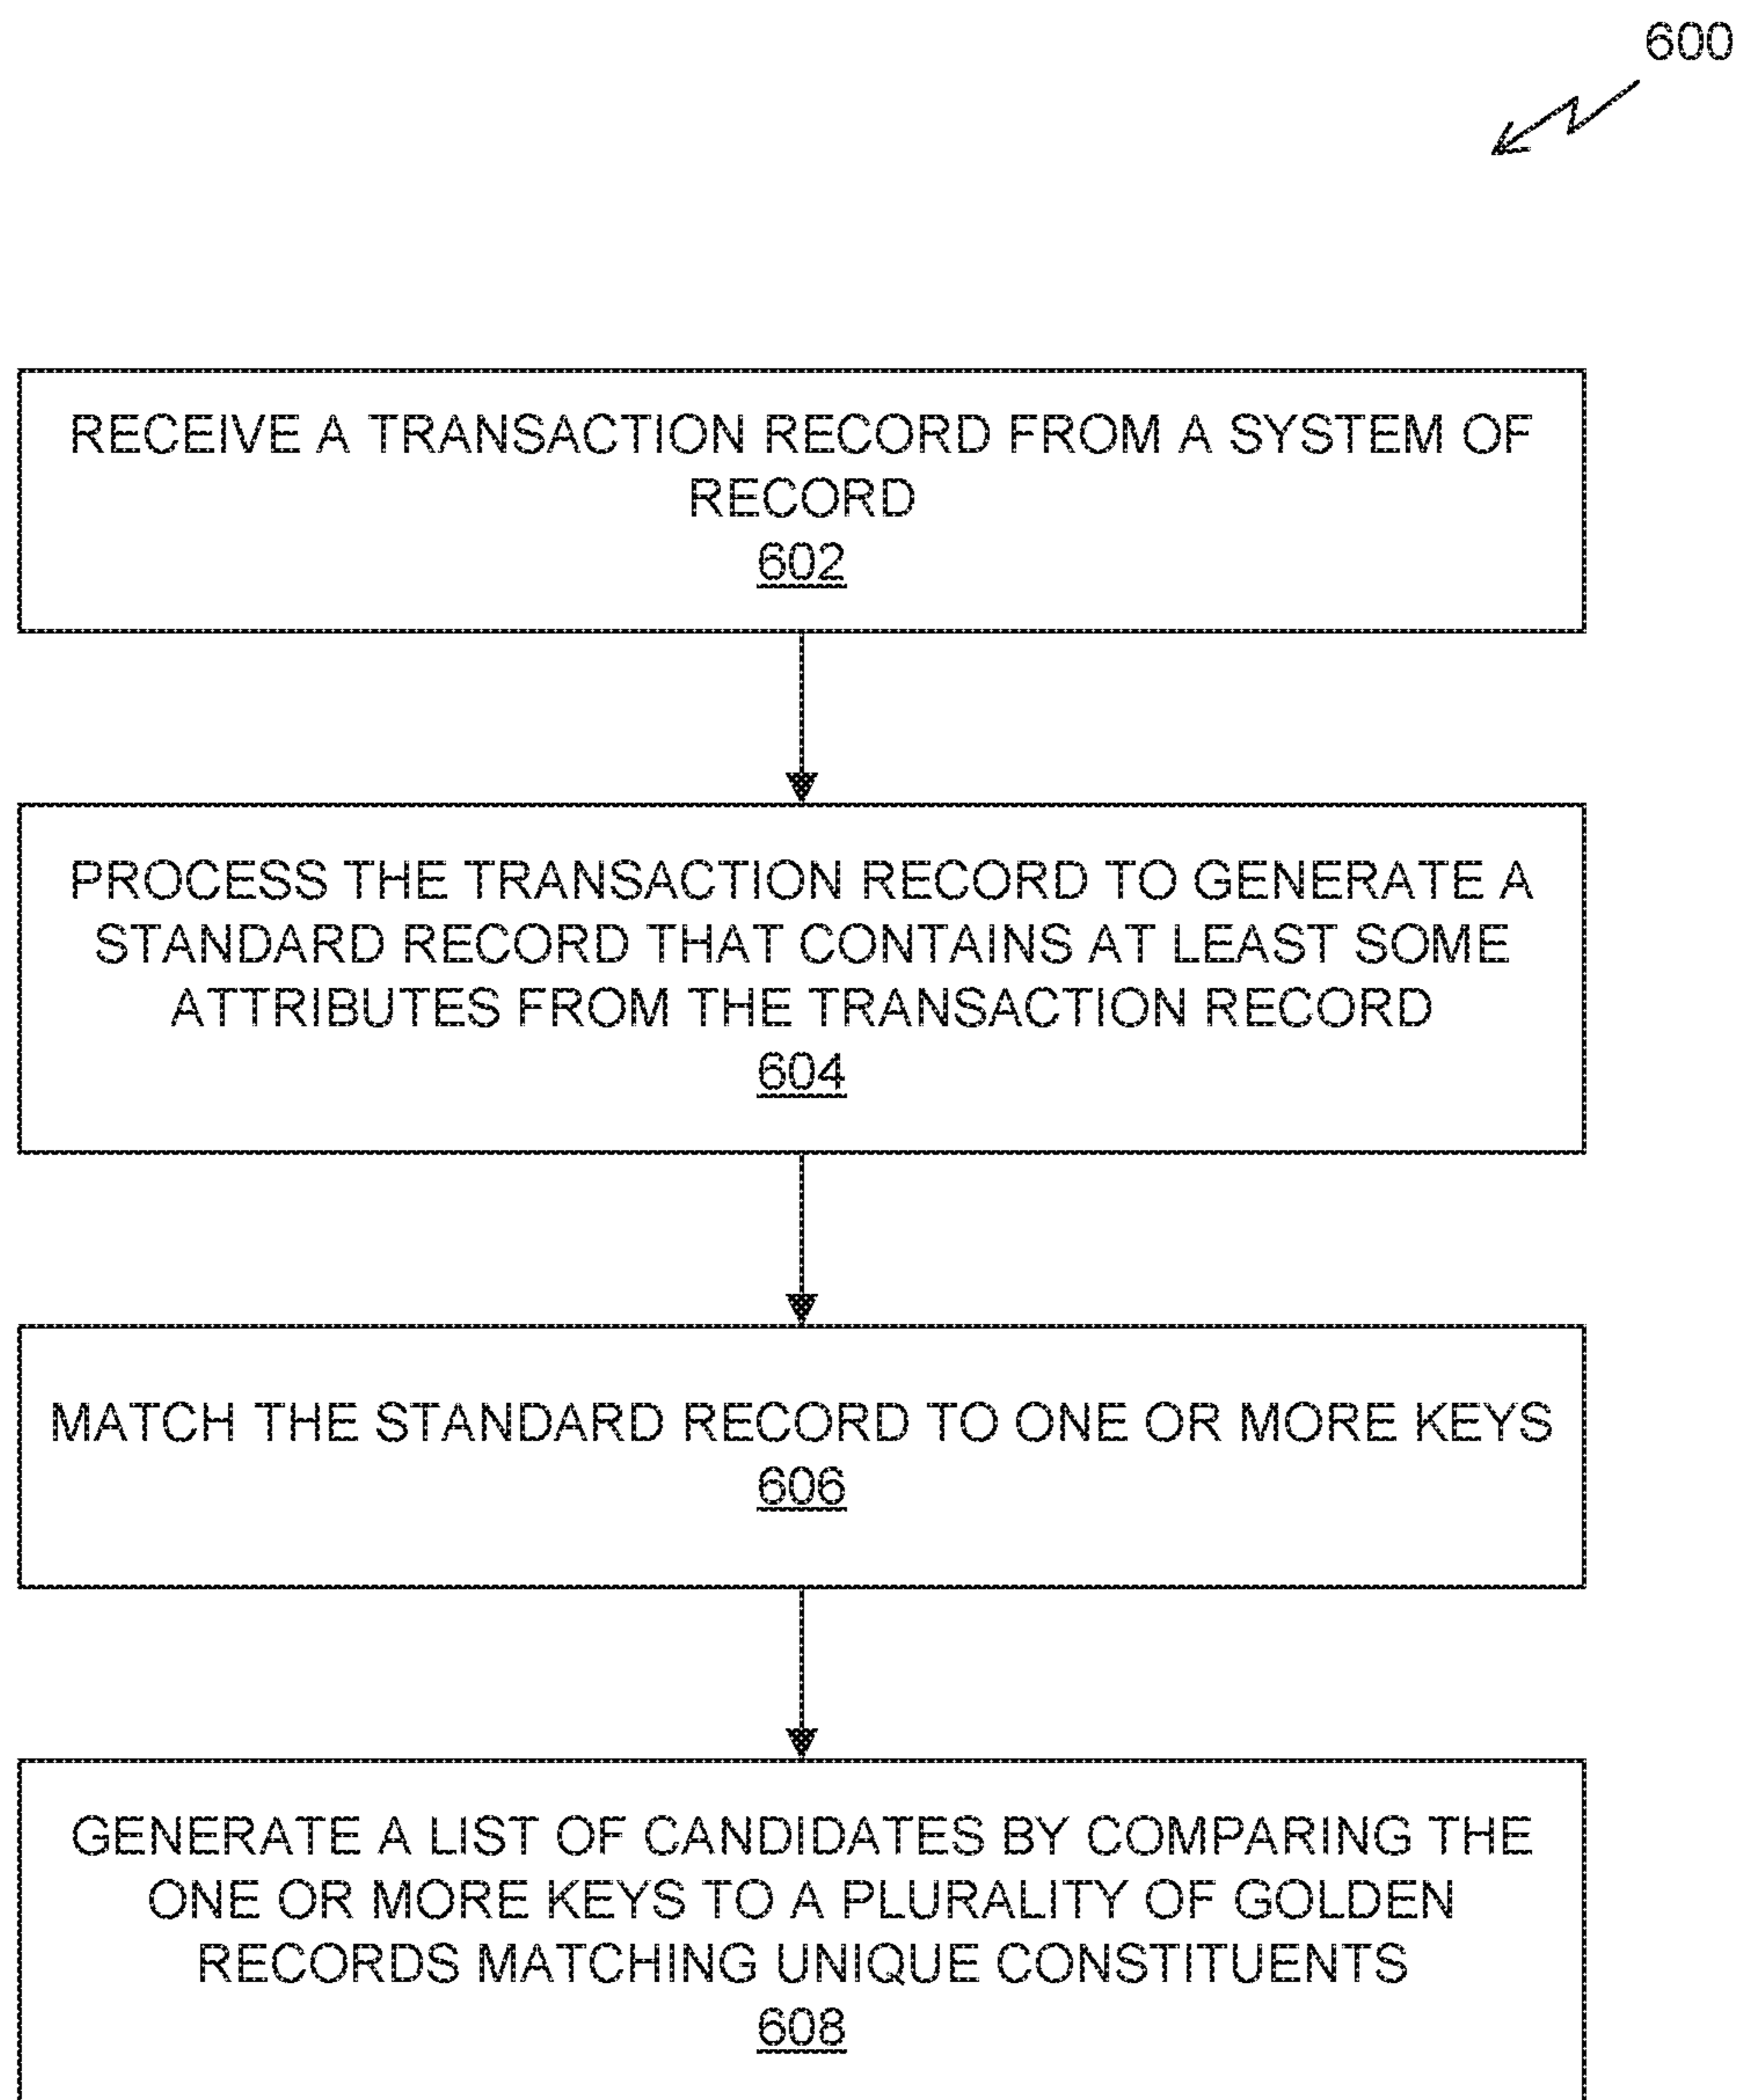 600
RECEIVE A TRANSACTION RECORD FROM A SYSTEM OF
RECORD
602
PROCESS THE TRANSACTION RECORD TO GENERATE A
STANDARD RECORD THAT CONTAINS AT LEAST SOME
ATTRIBUTES FROM THE TRANSACTION RECORD
604
MATCH THE STANDARD RECORD TO ONE OR MORE KEYS
606
GENERATE A LIST OF CANDIDATES BY COMPARING THE
ONE OR MORE KEYS TO A PLURALITY OF GOLDEN
RECORDS MATCHING UNIQUE CONSTITUENTS
608